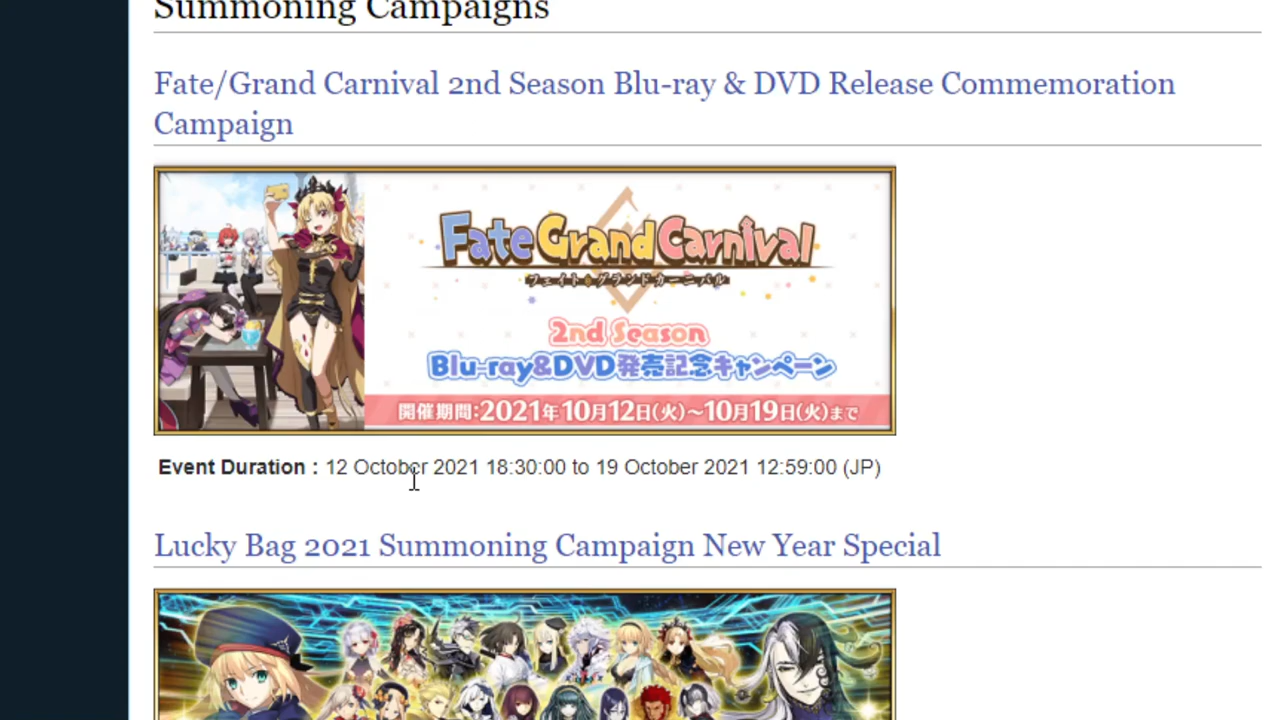 Summoning Campaigns
Fate/Grand Carnival 2nd Season Blu-ray & DVD Release Commemoration
Campaign
Fate Grand Carnival
フェイト・グランドカーニバル
2nd Season
Blu-ray&DVD発売記念キャンペーン
開催期間:2021年10月12日(火)~10月19日(火)まで
Event Duration : 12 October 2021 18:30:00 to 19 October 2021 12:59:00 (JP)
Lucky Bag 2021 Summoning Campaign New Year Special